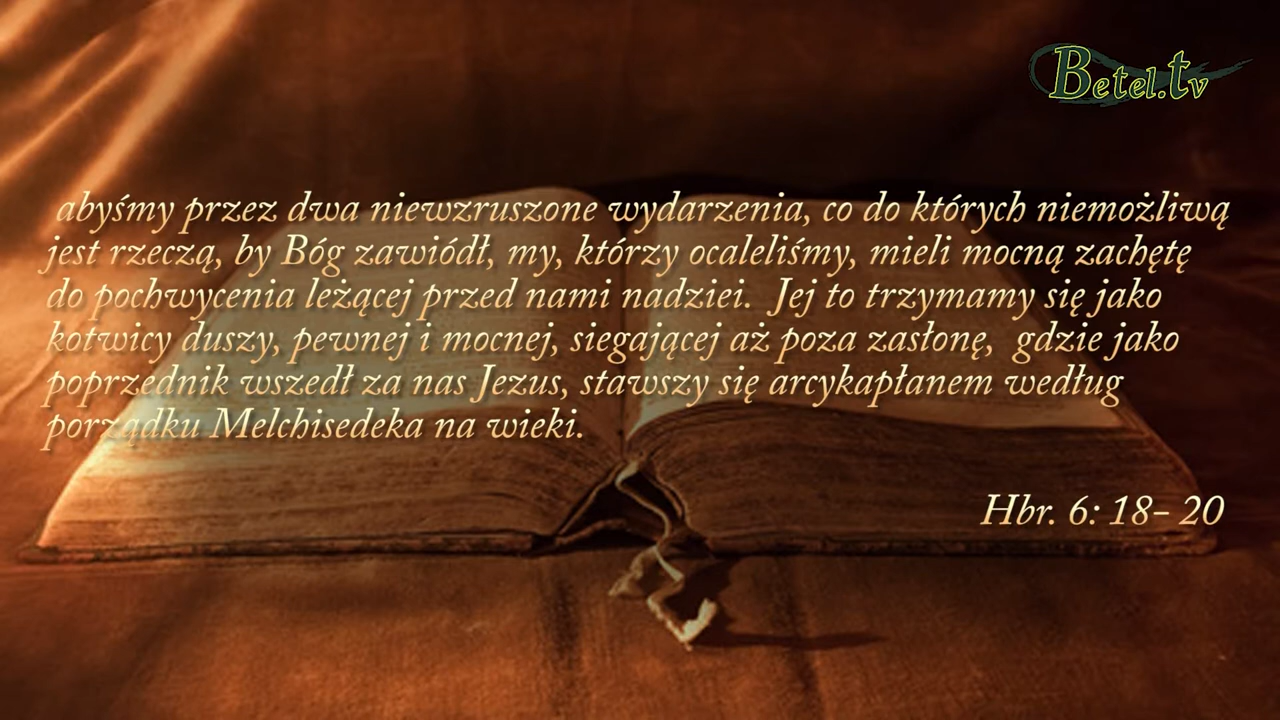 Betel.tv
abyśmy przez dwa niewzruszone wydarzenia, co do których niemożliwą
jest rzeczą, by Bóg zawiódł, my, którzy ocaleliśmy, mieli mocną zachętę
do pochwycenia leżącej przed nami nadziei. Jej to trzymamy się jako
kotwicy duszy, pewnej i mocnej, siegającej aż poza zasłonę, gdzie jako
poprzednik wszedł za nas Jezus, stawszy się arcykapłanem według
porządku Melchisedeka na wieki.
Hbr. 6: 18- 20